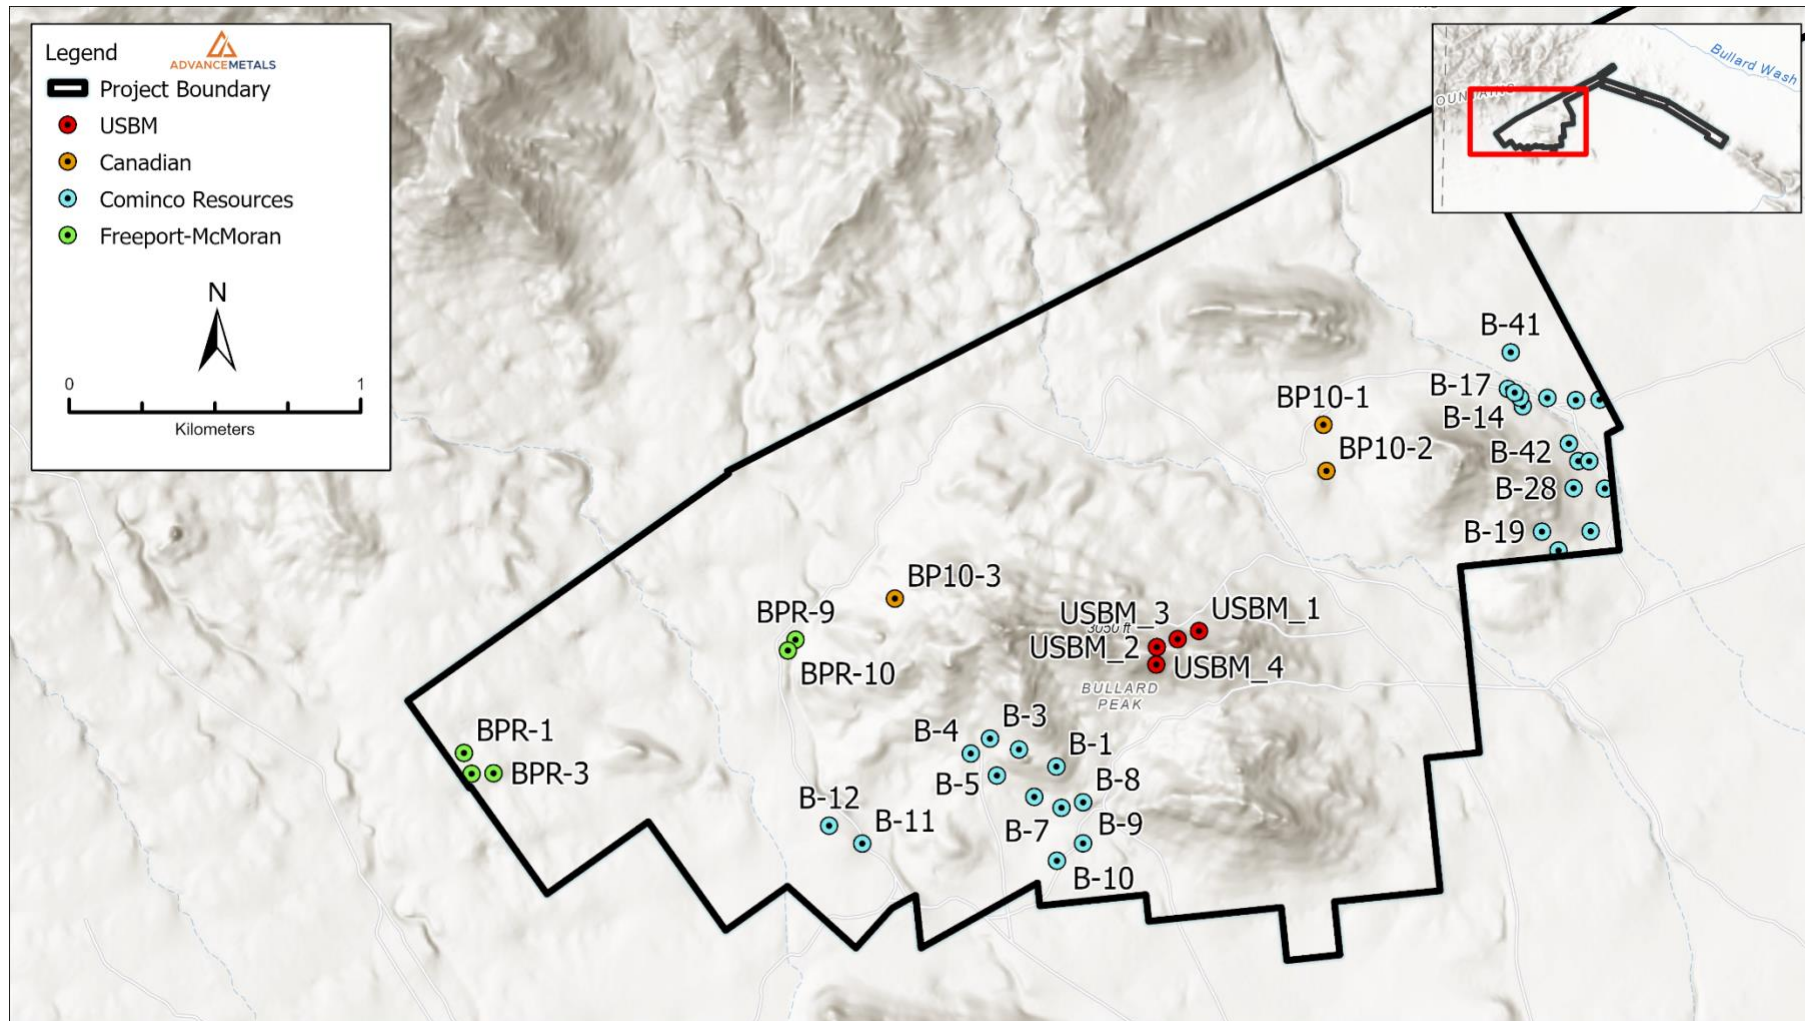 Legend
ADVANCEMETALS
Project Boundary
USBM
Canadian
Cominco Resources
Freeport-McMoran
N
0 1
Kilometers
Bullard Wash
B-41
B-17
B-14
BP10-1
BP10-2
B-42
B-28
B-19
BP10-3
BPR-9
BPR-10
USBM_3
USBM_1
3050 ft
USBM_2
USBM_4
BULLARD
PEAK
BPR-1
BPR-3
B-3
B-4
B-1
B-5
B-8
B-12
B-11
B-7
B-9
B-10